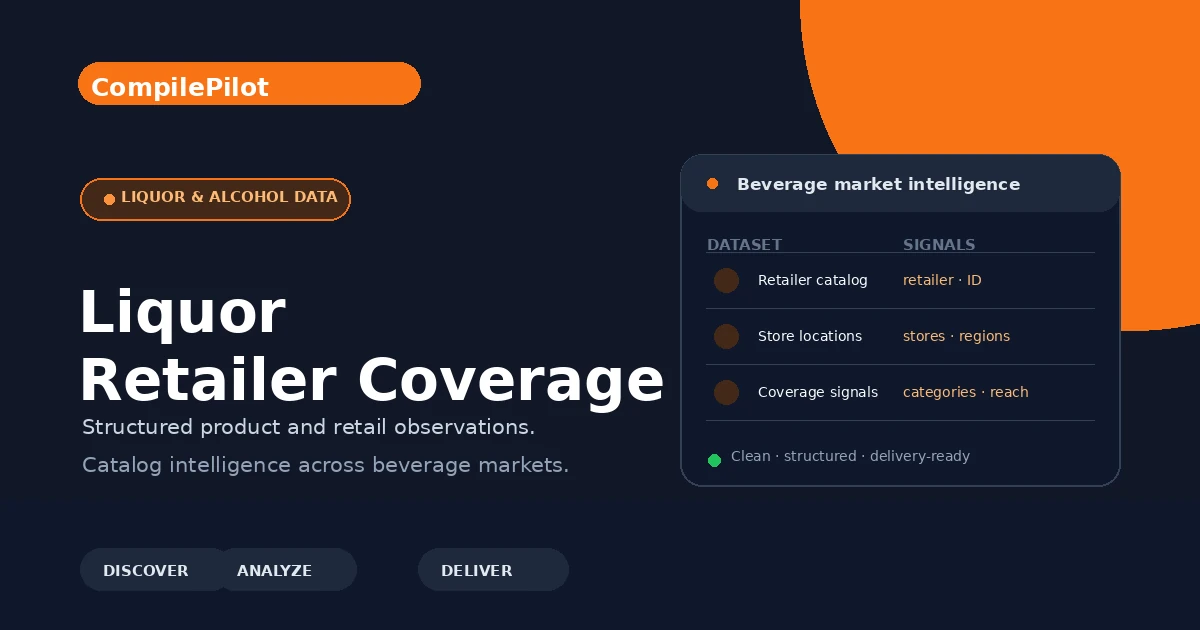 CompilePilot
LIQUOR & ALCOHOL DATA
Liquor
Retailer Coverage
Structured product and retail observations.
Catalog intelligence across beverage markets.
DISCOVER
ANALYZE
DELIVER
Beverage market intelligence
DATASET SIGNALS
Retailer catalog retailer · ID
Store locations stores · regions
Coverage signals categories · reach
Clean · structured · delivery-ready